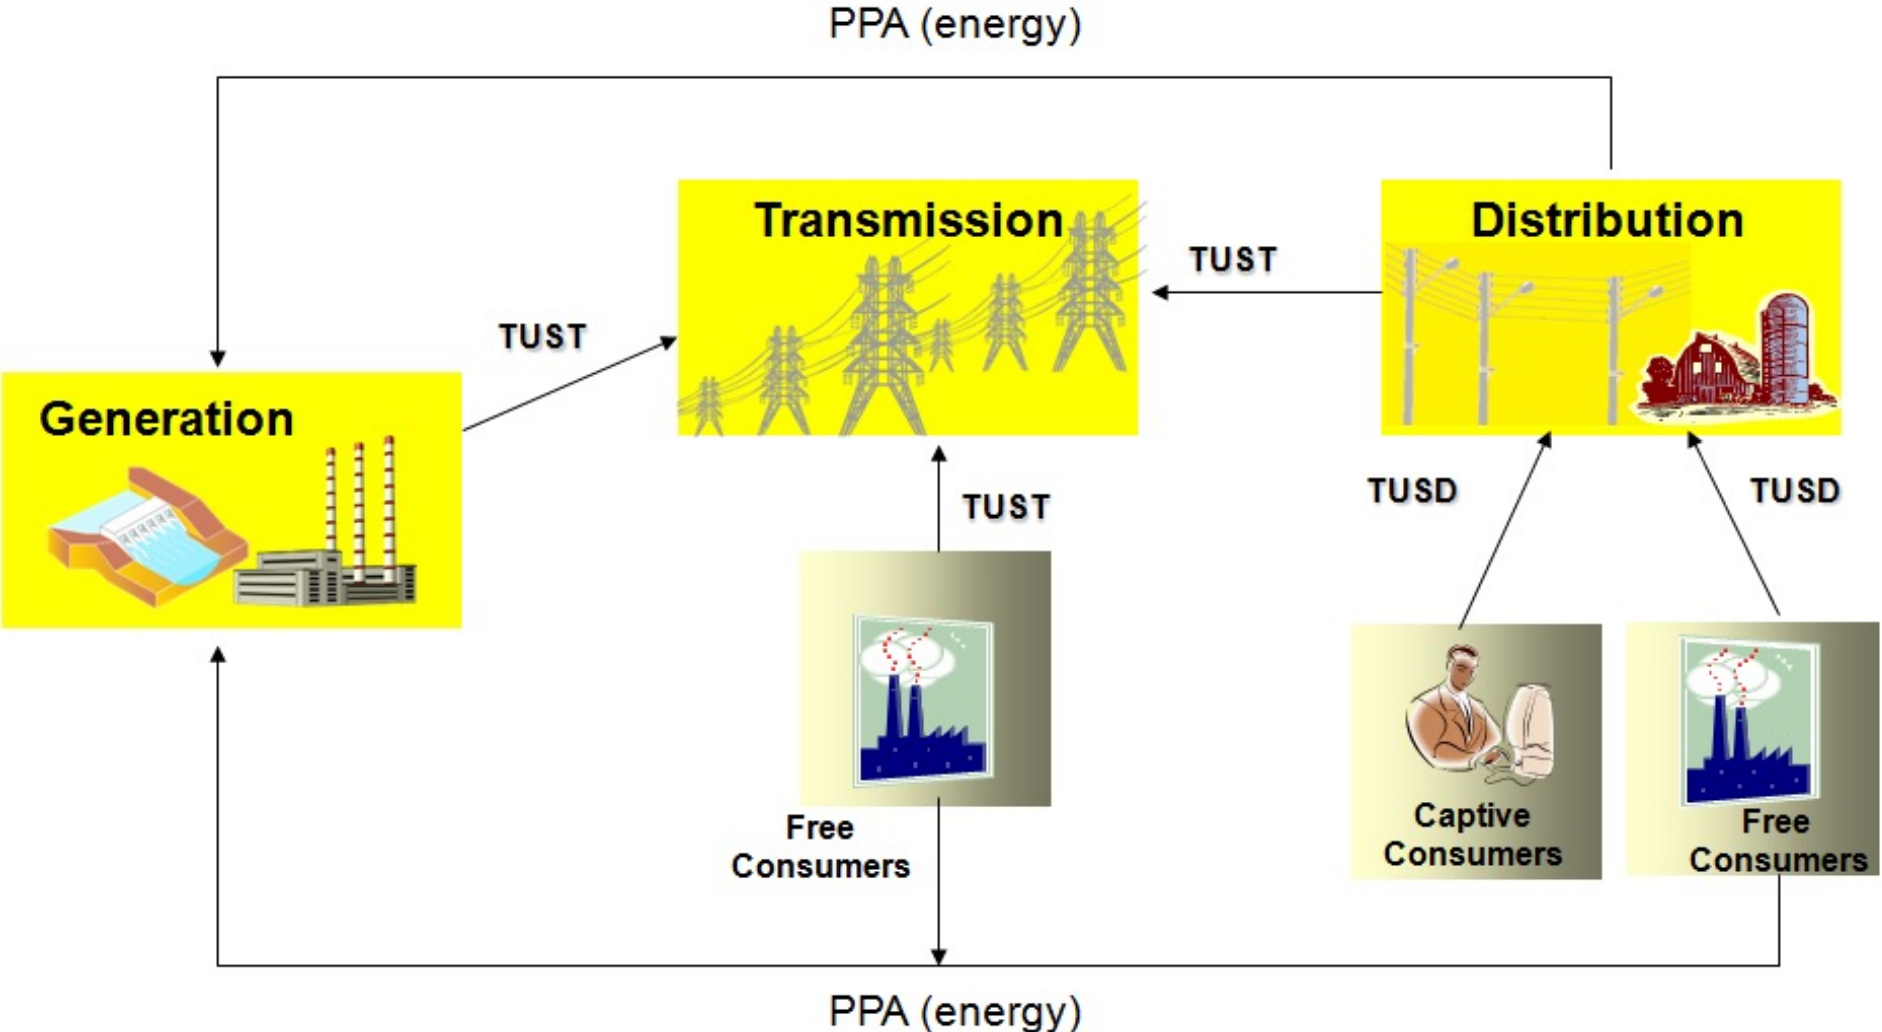 PPA (energy)
Transmission
Distribution
TUST
TUST
Generation
TUST
TUSD
TUSD
Free
Consumers
Captive
Consumers
Free
Consumers
PPA (energy)